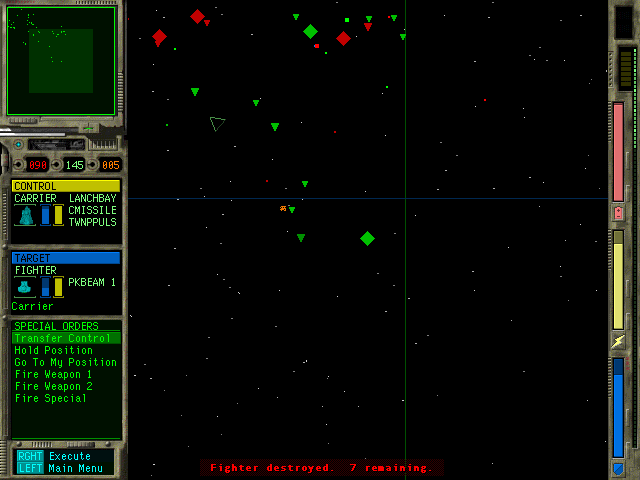 090 145 005
CONTROL
CARRIER LANCHBAY
CMISSILE
TWNPPULS
TARGET
FIGHTER
PKBEAM 1
Carrier
SPECIAL ORDERS
Transfer Control
Hold Position
Go To My Position
Fire Weapon 1
Fire Weapon 2
Fire Special
RGHT Execute
LEFT Main Menu
Fighter destroyed. 7 remaining.